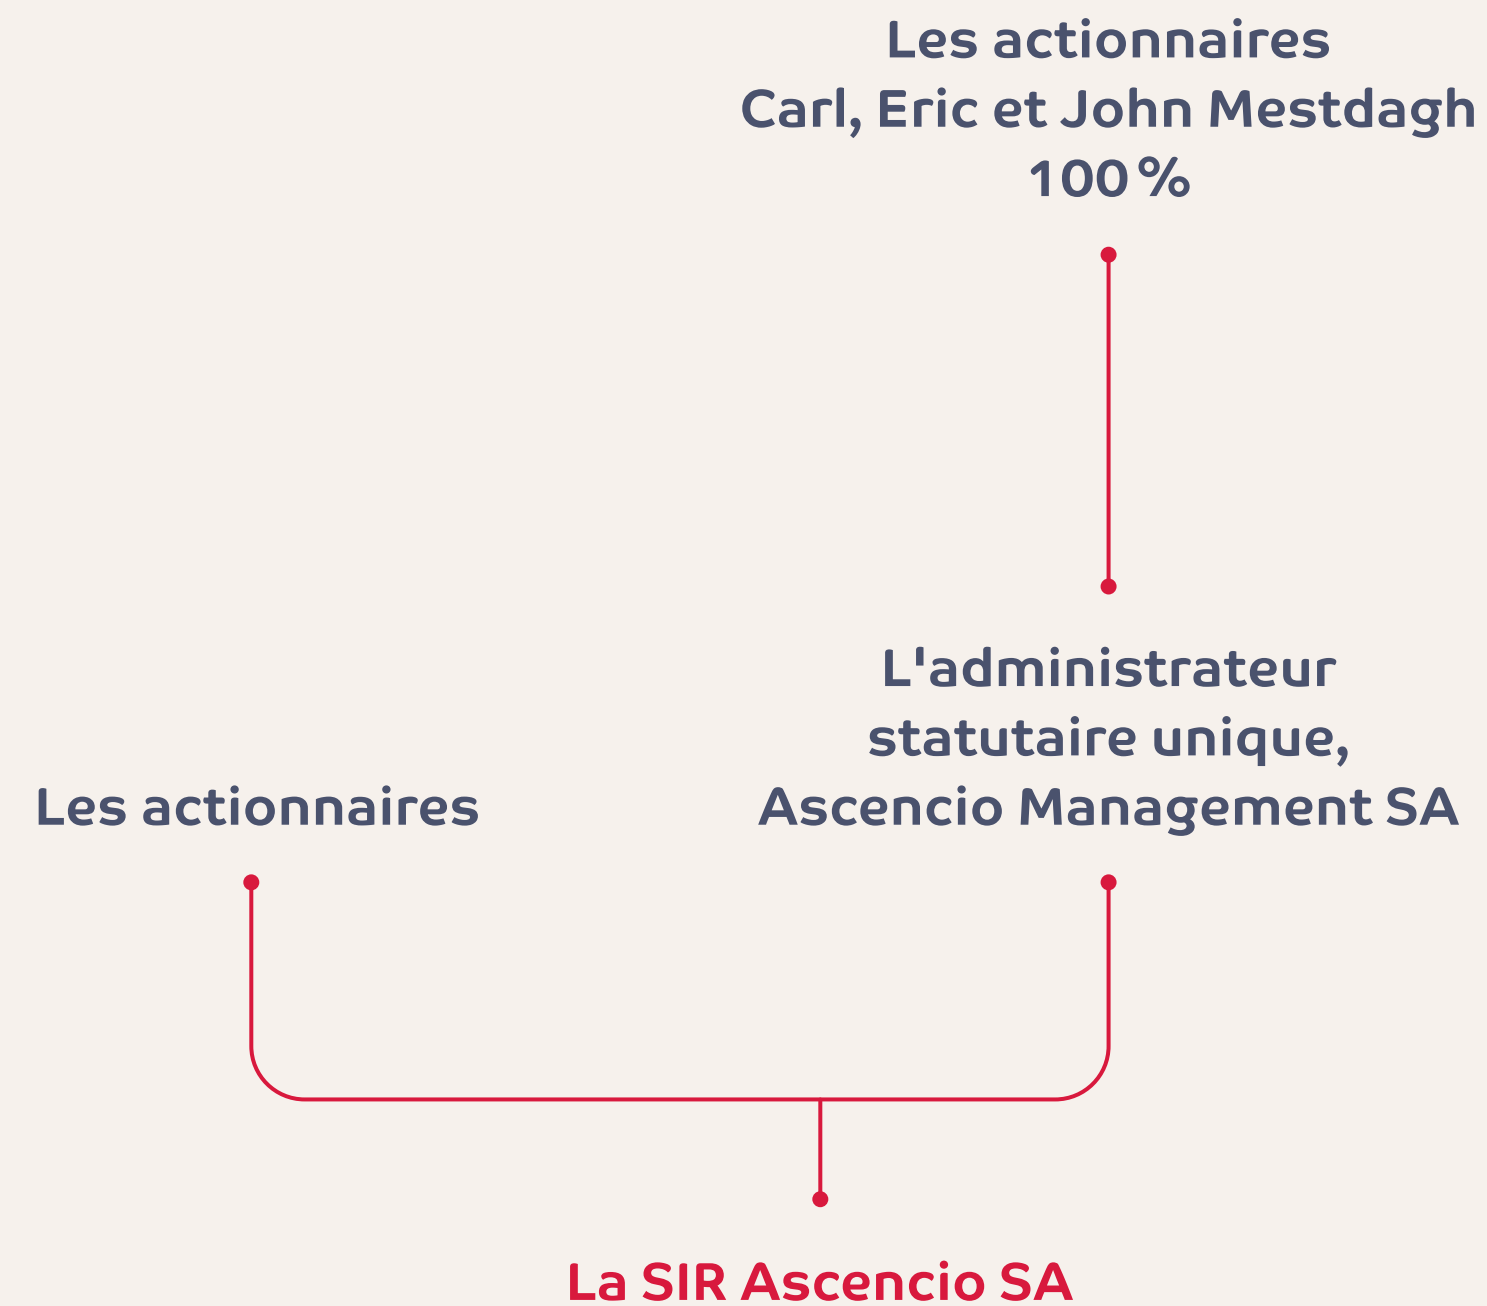 Les actionnaires
Carl, Eric et John Mestdagh
100 %
L'administrateur
statutaire unique,
Ascencio Management SA
Les actionnaires
La SIR Ascencio SA